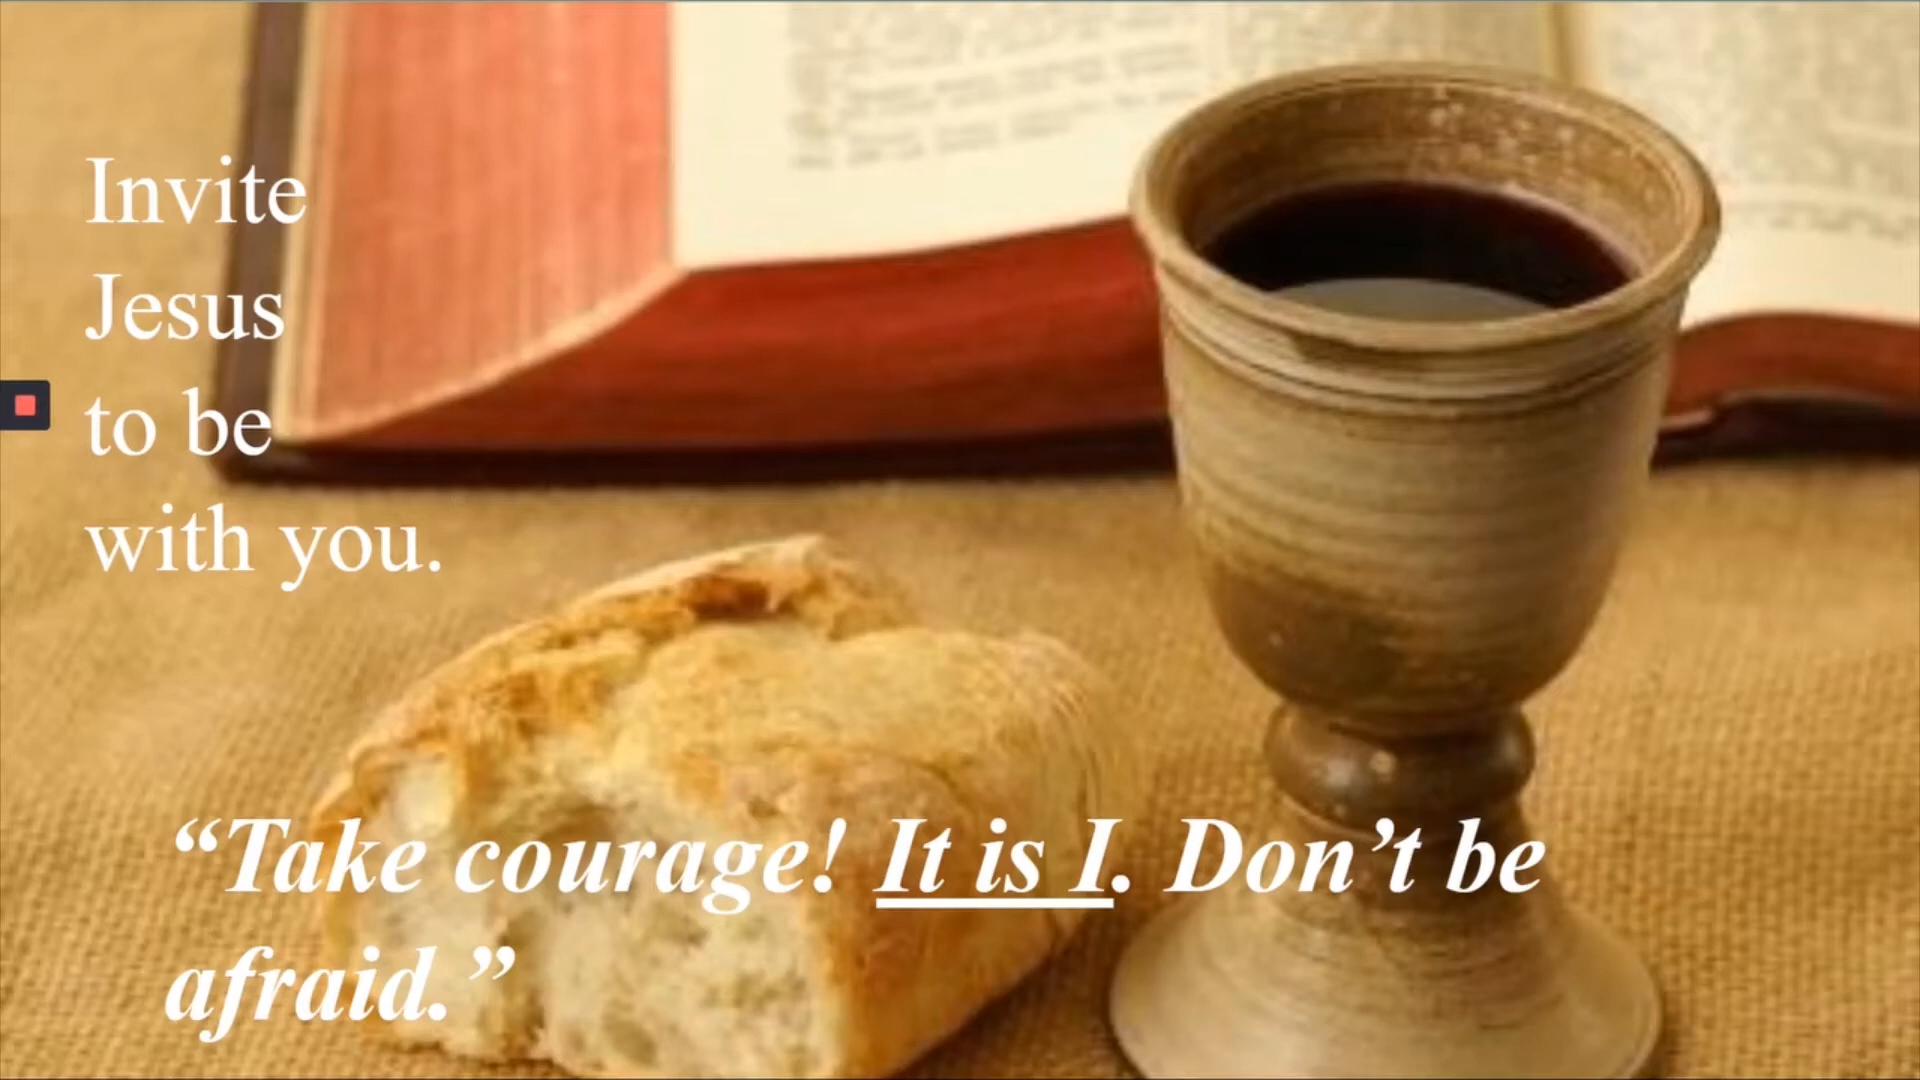 Invite
Jesus
to be
with you.
“Take courage! It is I. Don’t be
afraid.”